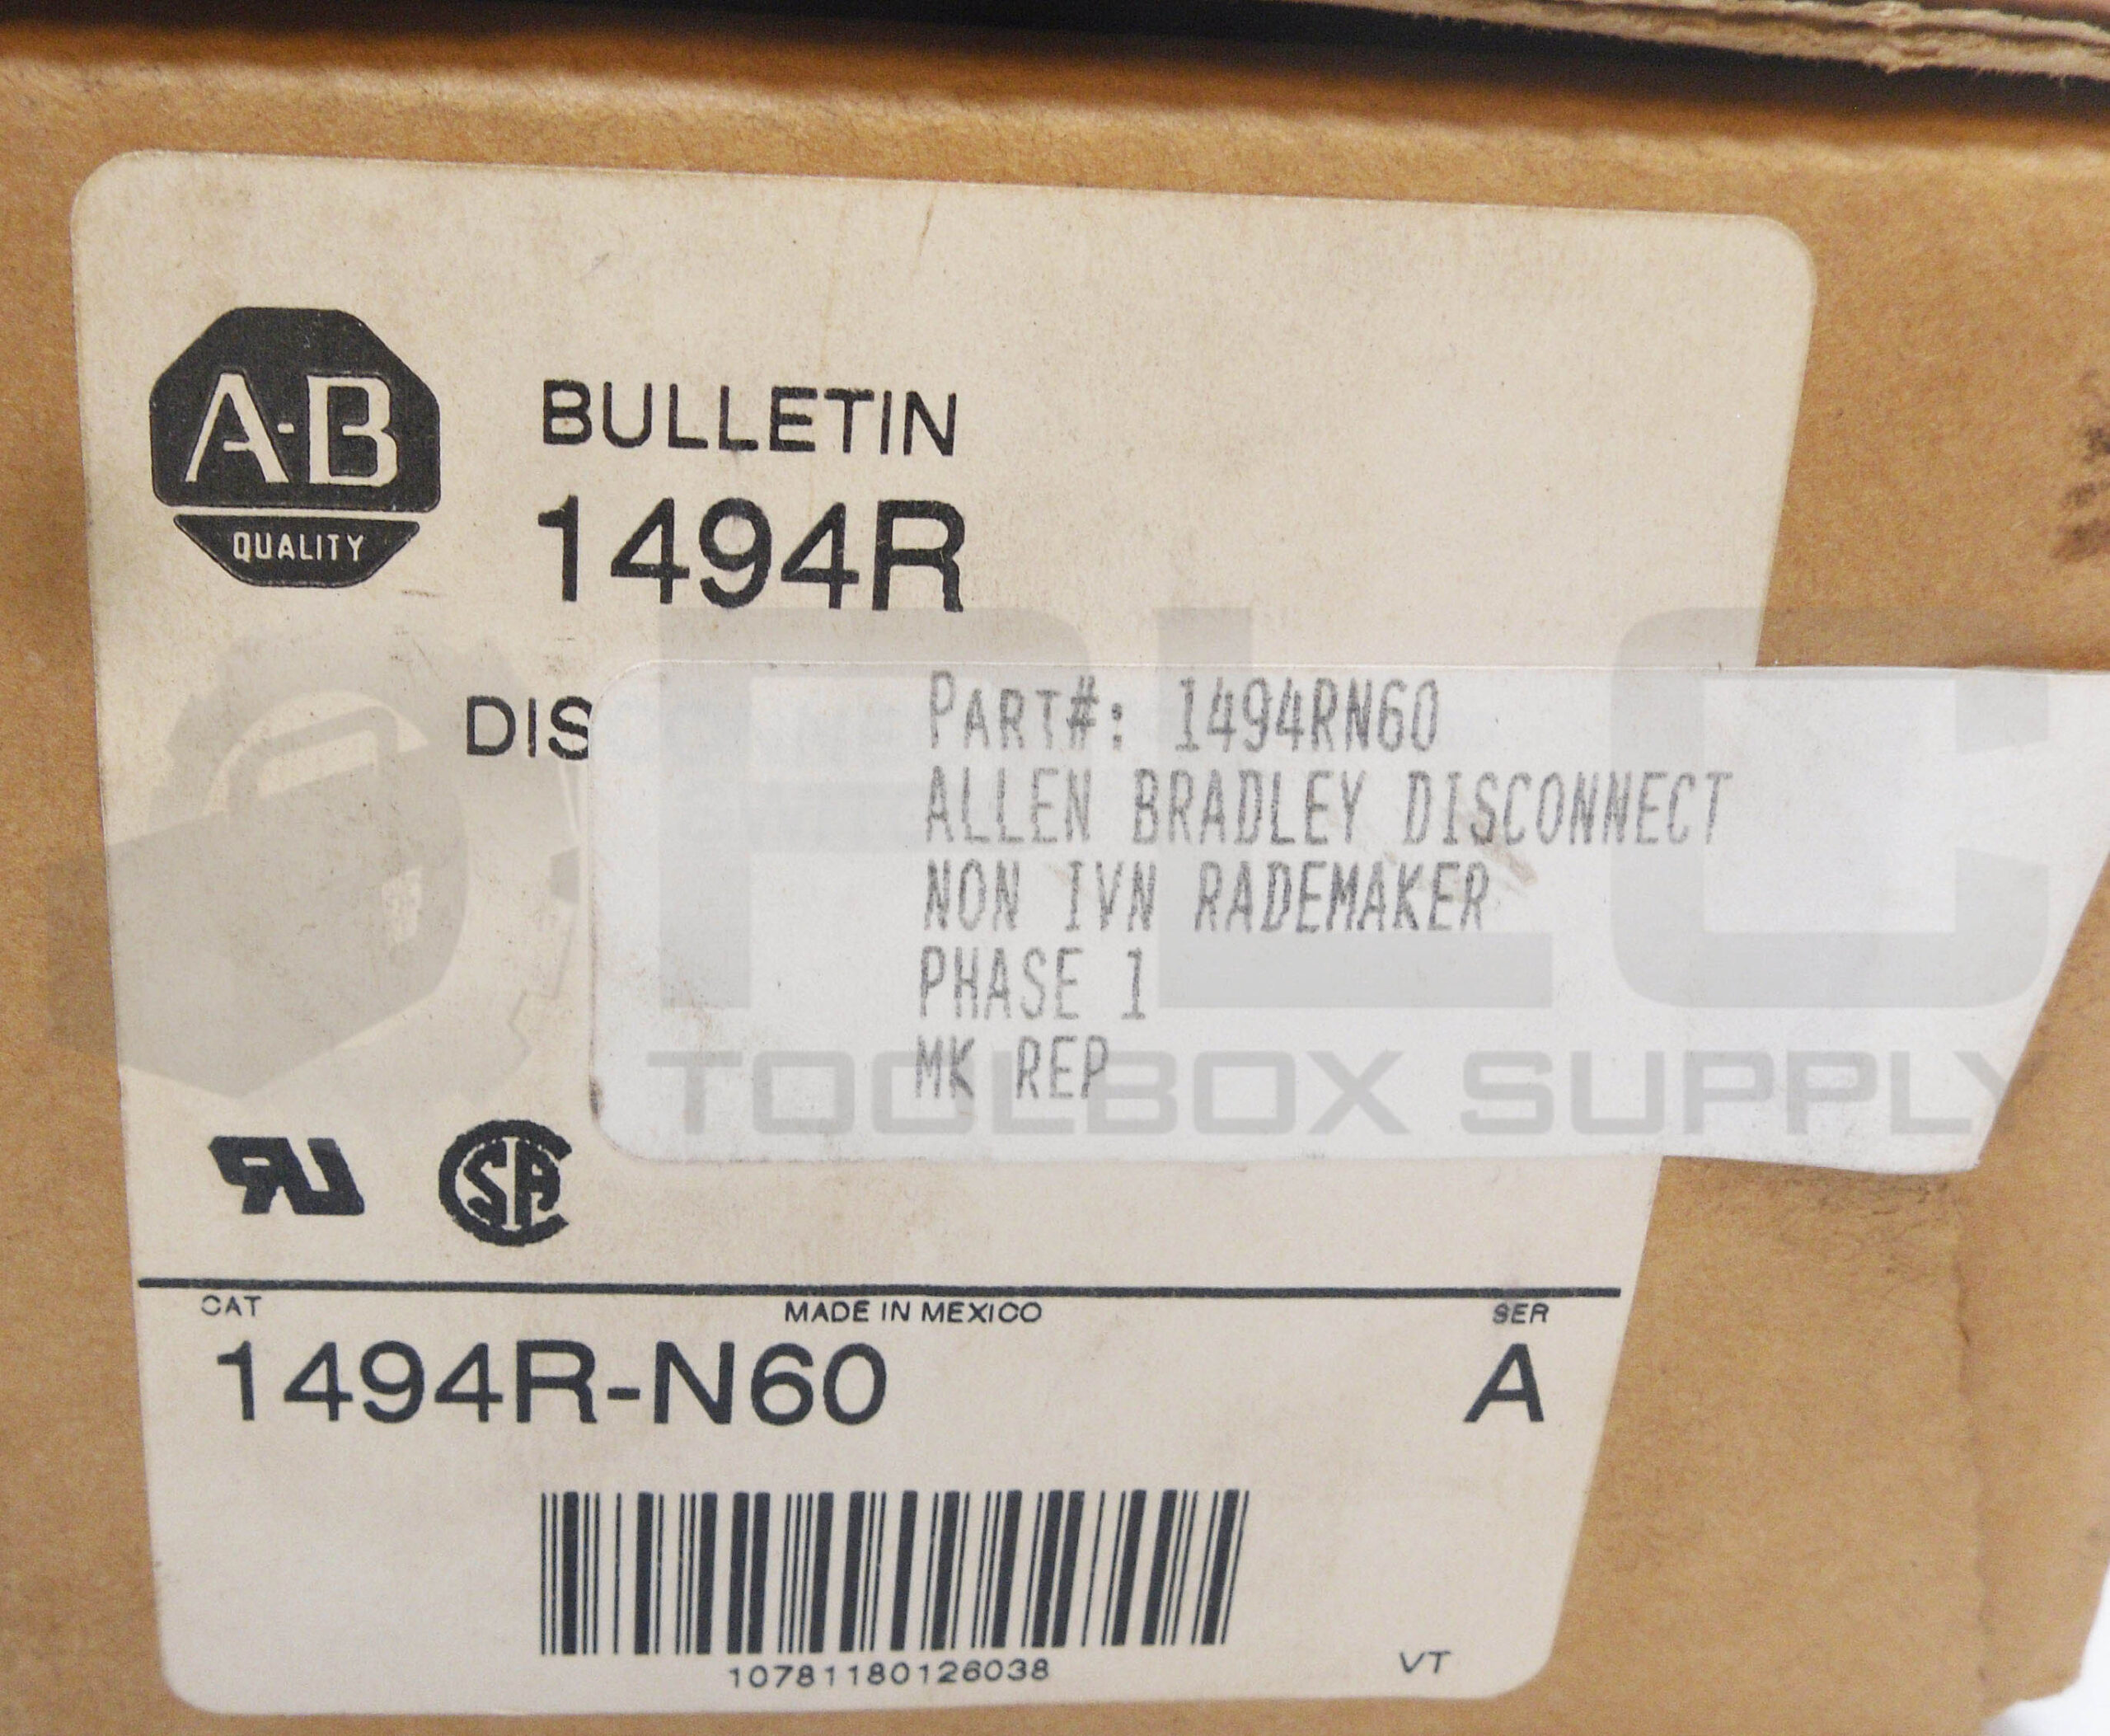 A-B
QUALITY
BULLETIN
1494R
DIS
PART#: 1494RN60
ALLEN BRADLEY DISCONNECT
NON IVN RADEMAKER
PHASE 1
MK REP
PLC
TOOLBOX SUPPLY
CAT
MADE IN MEXICO
SER
1494R-N60
A
10781180126038
VT